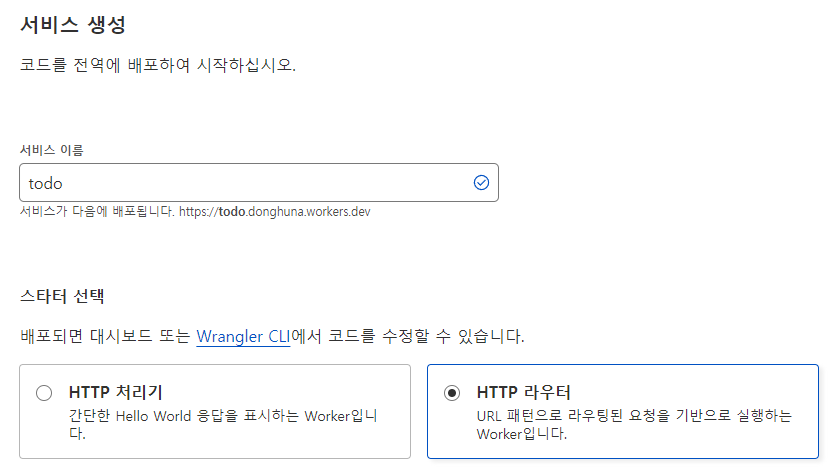 서비스 생성
코드를 전역에 배포하여 시작하십시오.
서비스 이름
todo
서비스가 다음에 배포됩니다. https://todo.donghuna.workers.dev
스타터 선택
배포되면 대시보드 또는 Wrangler CLI에서 코드를 수정할 수 있습니다.
HTTP 처리기
간단한 Hello World 응답을 표시하는 Worker입니
다.
HTTP 라우터
URL 패턴으로 라우팅된 요청을 기반으로 실행하는
Worker입니다.